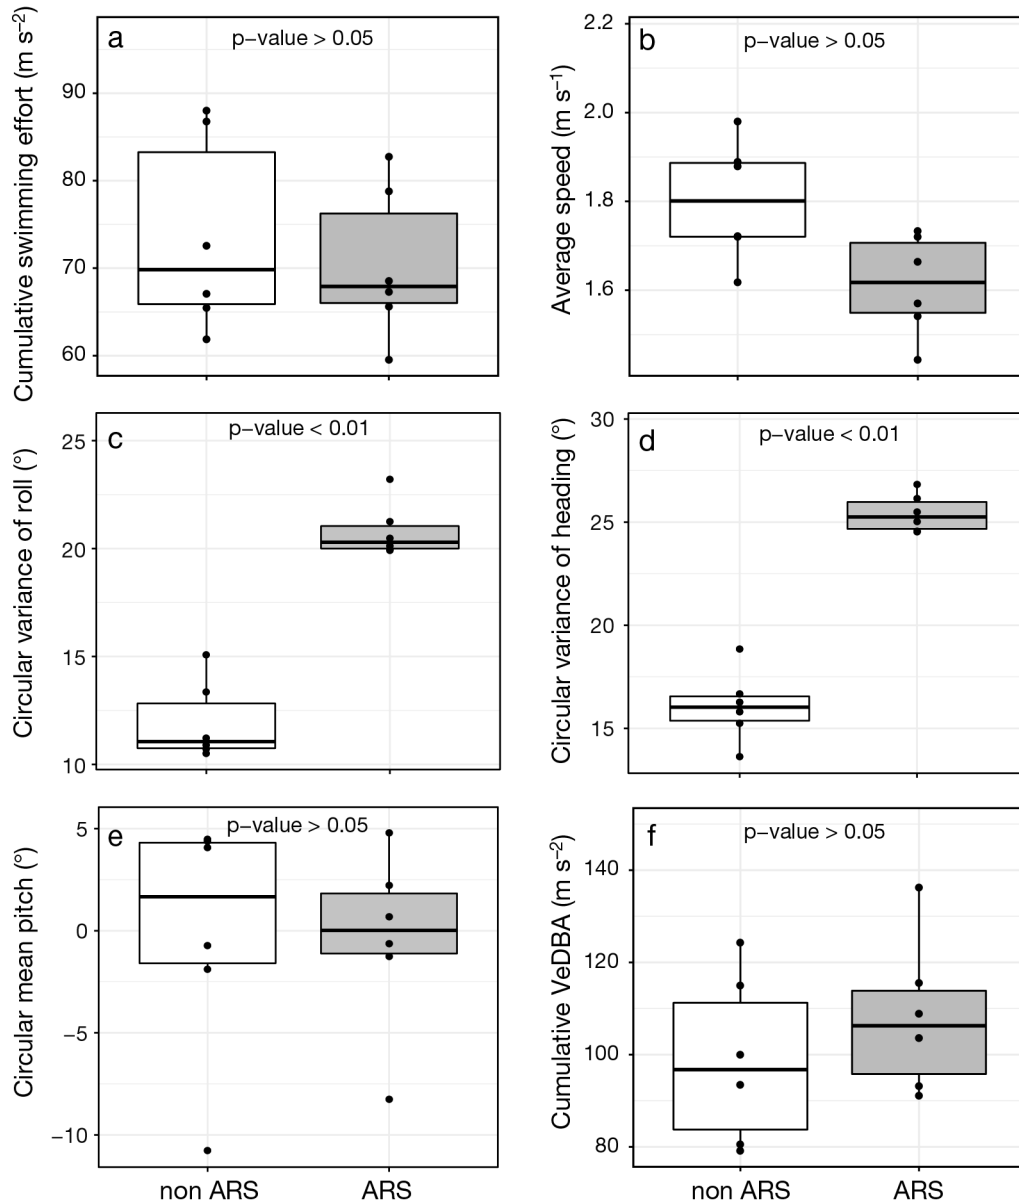 a
p−value > 0.05
Cumulative swimming effort (m s⁻²)
90
80
70
60
b
p−value > 0.05
Average speed (m s⁻¹)
2.2
2.0
1.8
1.6
c
p−value < 0.01
Circular variance of roll (°)
25
20
15
10
d
p−value < 0.01
Circular variance of heading (°)
30
25
20
15
e
p−value > 0.05
Circular mean pitch (°)
5
0
−5
−10
non ARS
ARS
f
p−value > 0.05
Cumulative VeDBA (m s⁻²)
140
120
100
80
non ARS
ARS